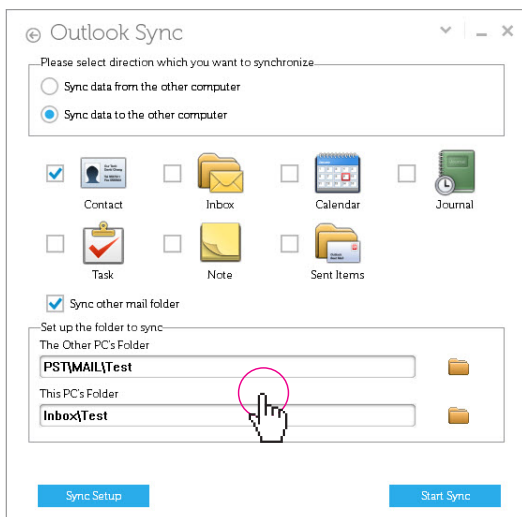 Outlook Sync
Please select direction which you want to synchronize
Sync data from the other computer
Sync data to the other computer
Contact Inbox Calendar Journal
Task Note Sent Items
Sync other mail folder
Set up the folder to sync
The Other PC's Folder
PST\MAIL\Test
This PC's Folder
Inbox\Test
Sync Setup Start Sync